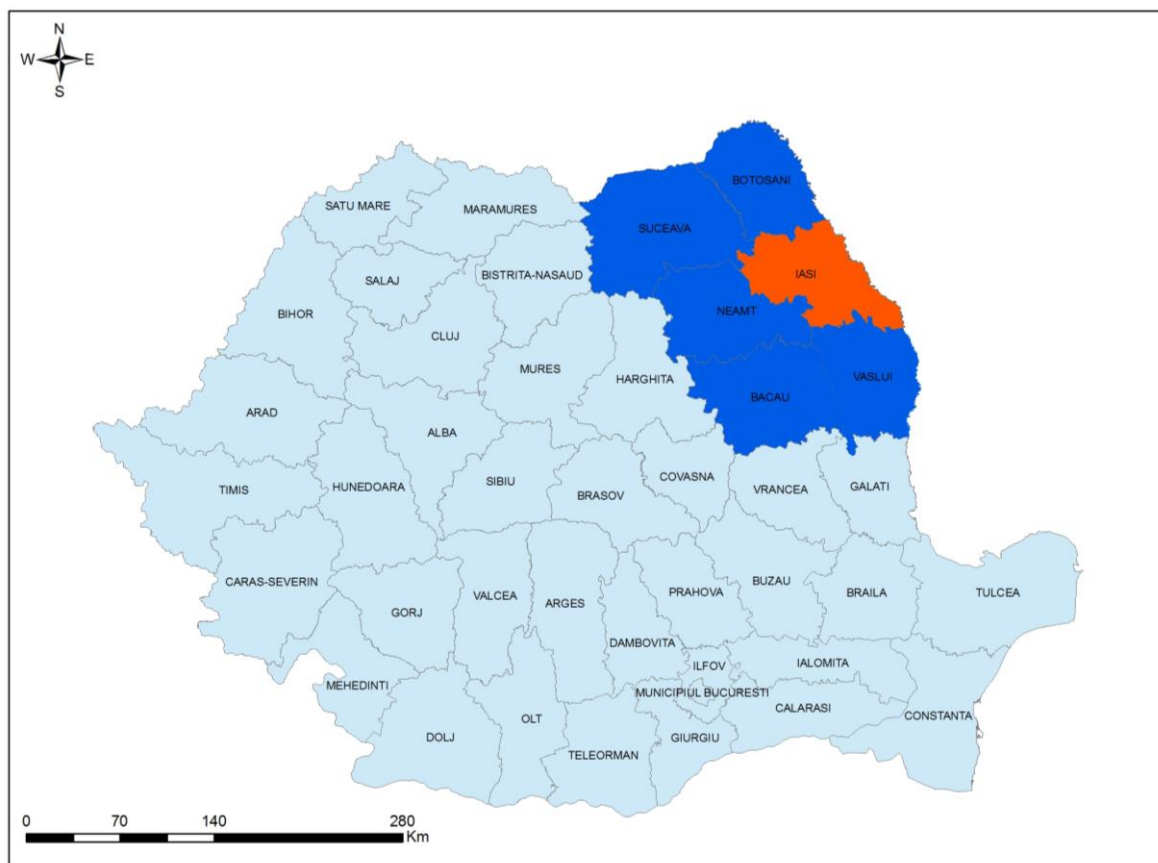 N
W E
S
BOTOSANI
SATU MARE
MARAMURES
SUCEAVA
IASI
BISTRITA-NASAUD
SALAJ
BIHOR
NEAMT
CLUJ
MURES
HARGHITA
VASLUI
BACAU
ARAD
ALBA
COVASNA
SIBIU
VRANCEA
GALATI
TIMIS
HUNEDOARA
BRASOV
CARAS-SEVERIN
BUZAU
PRAHOVA
BRAILA
TULCEA
VALCEA
ARGES
GORJ
DAMBOVITA
ILFOV
IALOMITA
MEHEDINTI
MUNICIPIUL BUCURESTI
CALARASI
CONSTANTA
OLT
DOLJ
GIURGIU
TELEORMAN
0 70 140 280
Km